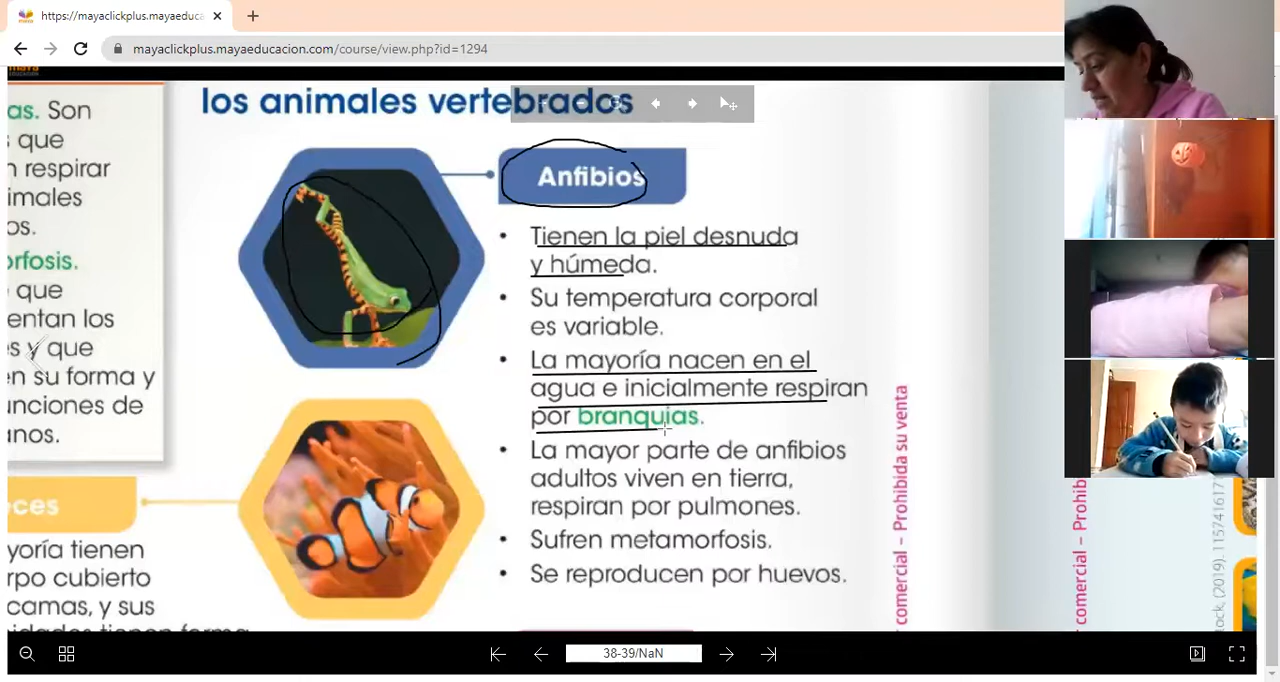 https://mayaclickplus.mayaeduca
mayaclickplus.mayaeducacion.com/course/view.php?id=1294
as. Son
s que
n respirar
imales
os.
orfosis.
que
entan los
s y que
n su forma y
unciones de
anos.
los animales vertebrados
Anfibios
• Tienen la piel desnuda
y húmeda.
• Su temperatura corporal
es variable.
• La mayoría nacen en el
agua e inicialmente respiran
por branquias.
• La mayor parte de anfibios
adultos viven en tierra,
respiran por pulmones.
• Sufren metamorfosis.
• Se reproducen por huevos.
ces
yoría tienen
rpo cubierto
camas, y sus
comercial – Prohibida su venta
comercial – Prohib
tock, (2019). 1157416171
38-39/NaN